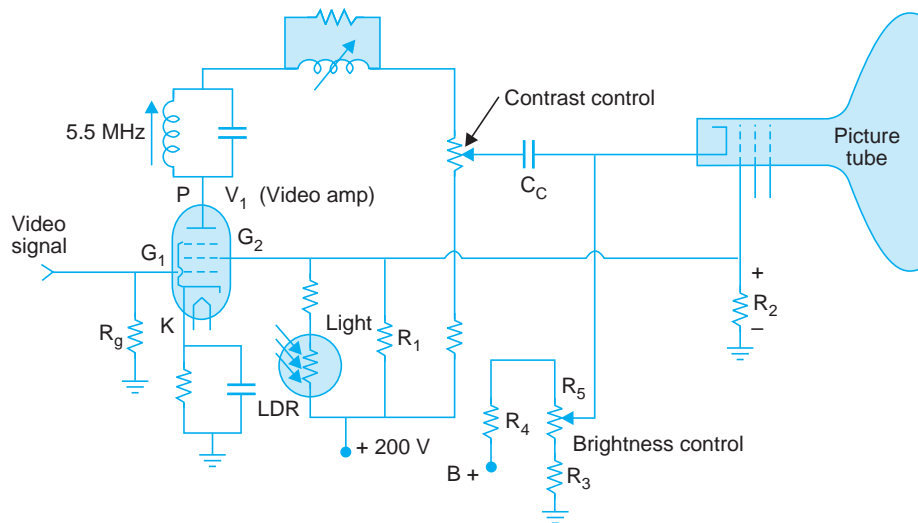 Contrast control
5.5 MHz
Picture
tube
C_C
P
V_1 (Video amp)
Video
signal
G_1
G_2
+
R_2
–
K
Light
R_g
R_1
LDR
R_5
R_4
+ 200 V
Brightness control
B +
R_3